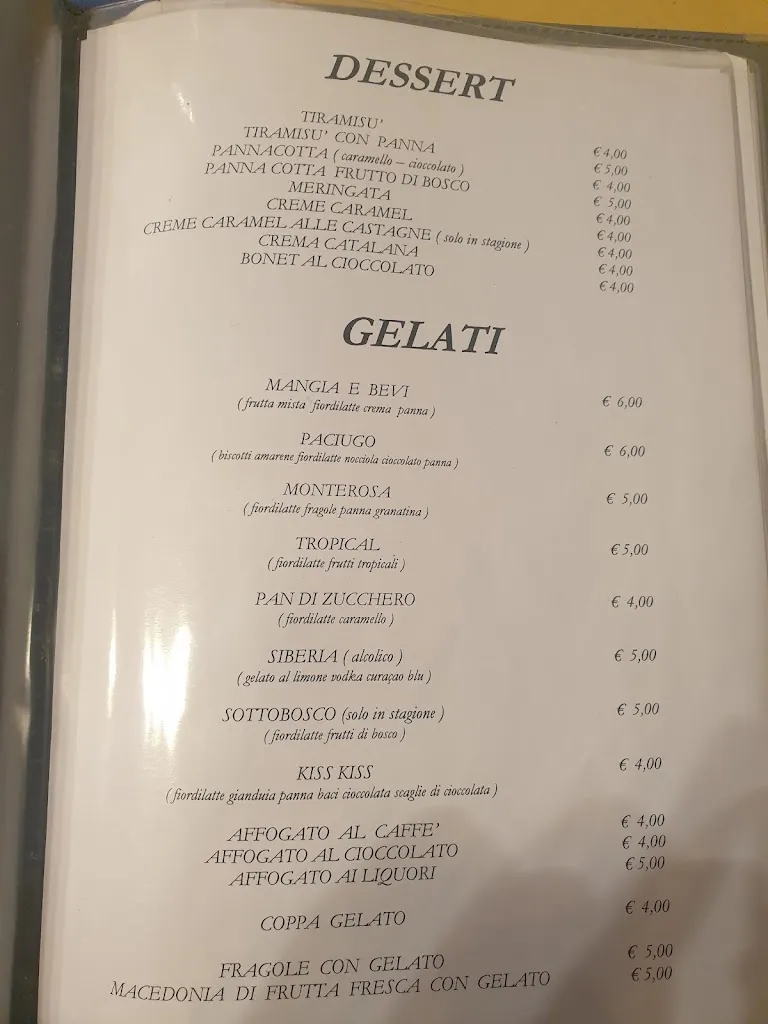 DESSERT
TIRAMISU' € 4,00
TIRAMISU' CON PANNA € 5,00
PANNACOTTA ( caramello – cioccolato ) € 4,00
PANNA COTTA FRUTTO DI BOSCO € 5,00
MERINGATA € 4,00
CREME CARAMEL € 4,00
CREME CARAMEL ALLE CASTAGNE ( solo in stagione ) € 4,00
CREMA CATALANA € 4,00
BONET AL CIOCCOLATO € 4,00
GELATI
MANGIA E BEVI € 6,00
( frutta mista fiordilatte crema panna )
PACIUGO € 6,00
( biscotti amarene fiordilatte nocciola cioccolato panna )
MONTEROSA € 5,00
( fiordilatte fragole panna granatina )
TROPICAL € 5,00
( fiordilatte frutti tropicali )
PAN DI ZUCCHERO € 4,00
( fiordilatte caramello )
SIBERIA ( alcolico ) € 5,00
( gelato al limone vodka curaçao blu )
SOTTOBOSCO (solo in stagione ) € 5,00
( fiordilatte frutti di bosco )
KISS KISS € 4,00
( fiordilatte gianduia panna baci cioccolata scaglie di cioccolata )
AFFOGATO AL CAFFE' € 4,00
AFFOGATO AL CIOCCOLATO € 4,00
AFFOGATO AI LIQUORI € 5,00
COPPA GELATO € 4,00
FRAGOLE CON GELATO € 5,00
MACEDONIA DI FRUTTA FRESCA CON GELATO € 5,00